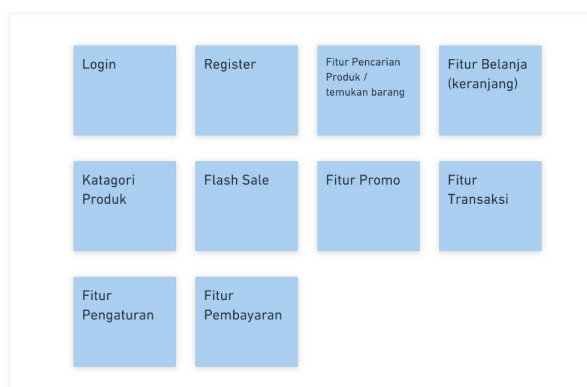 Login
Register
Fitur Pencarian
Produk /
temukan barang
Fitur Belanja
(keranjang)
Katagori
Produk
Flash Sale
Fitur Promo
Fitur
Transaksi
Fitur
Pengaturan
Fitur
Pembayaran